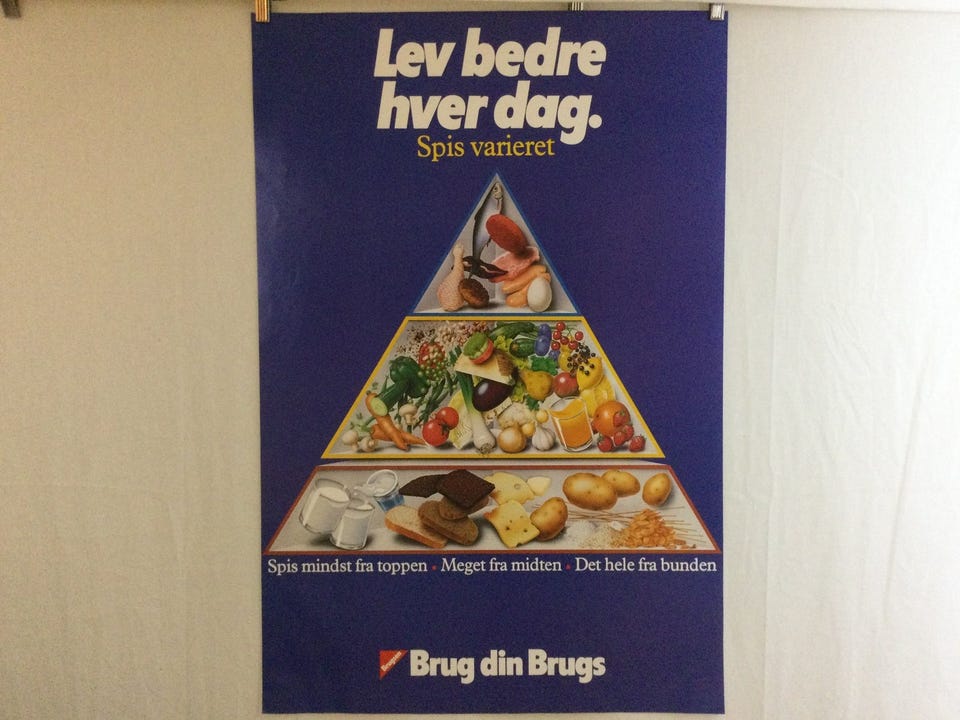 Lev bedre
hver dag.
Spis varieret
Spis mindst fra toppen • Meget fra midten • Det hele fra bunden
Brugsen
Brug din Brugs